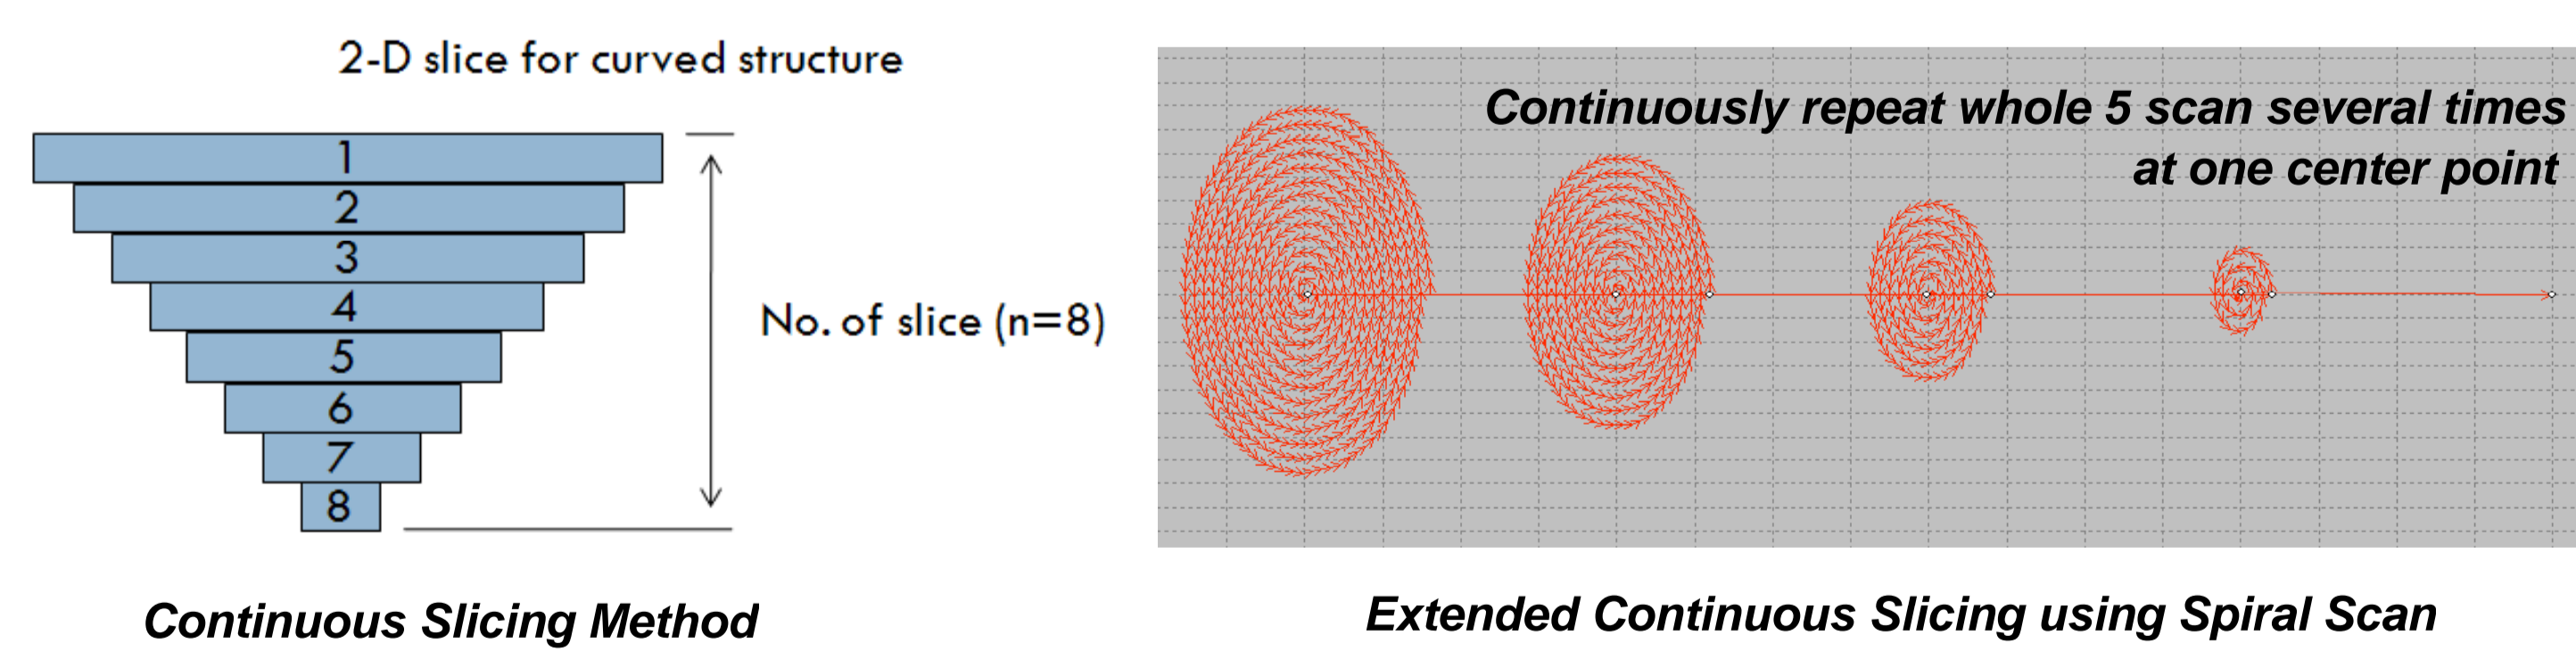 2-D slice for curved structure
1
2
3
4
5
6
7
8
No. of slice (n=8)
Continuous Slicing Method
Continuously repeat whole 5 scan several times
at one center point
Extended Continuous Slicing using Spiral Scan